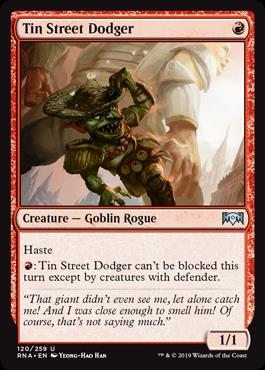 Tin Street Dodger
Creature — Goblin Rogue
Haste
: Tin Street Dodger can't be blocked this
turn except by creatures with defender.
"That giant didn't even see me, let alone catch
me! And I was close enough to smell him! Of
course, that's not saying much."
1/1
120/259 U
RNA • EN Yeong-Hao Han
™ & © 2019 Wizards of the Coast